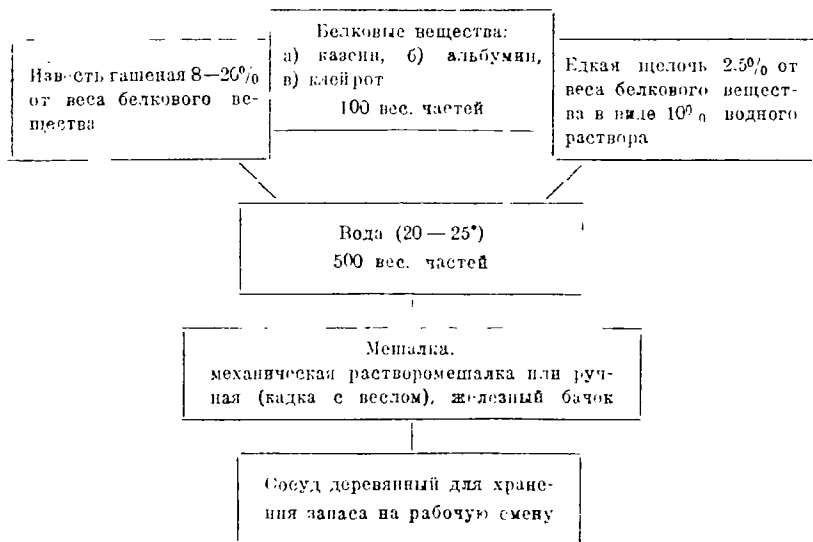 Белковые вещества:
а) казеин, б) альбумин,
в) клейрот
100 вес. частей
Известь гашеная 8—20%
от веса белкового ве-
щества
Едкая щелочь 2.5% от
веса белкового вещест-
ва в виде 10% водного
раствора
Вода (20 — 25°)
500 вес. частей
Мешалка.
механическая растворомешалка или руч-
ная (кадка с веслом), железный бачок
Сосуд деревянный для хране-
ния запаса на рабочую смену